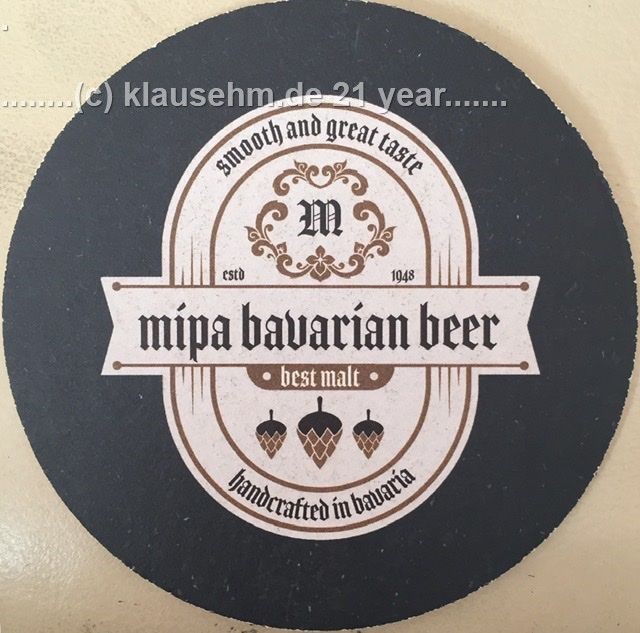 ........(c) klausehm.de 21 year.......
smooth and great taste
M
estd 1948
mipa bavarian beer
• best malt •
handcrafted in bavaria